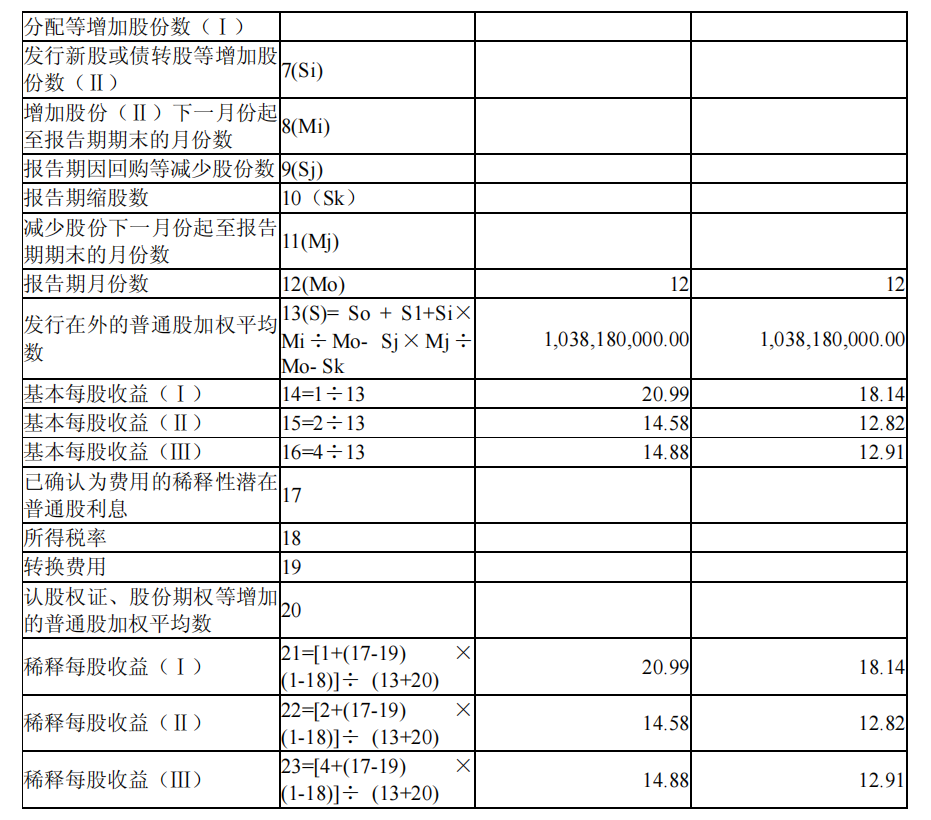 分配等增加股份数（Ⅰ）
发行新股或债转股等增加股
份数（Ⅱ）
7(Si)
增加股份（Ⅱ）下一月份起
至报告期期末的月份数
8(Mi)
报告期因回购等减少股份数
9(Sj)
报告期缩股数
10（Sk）
减少股份下一月份起至报告
期期末的月份数
11(Mj)
报告期月份数
12(Mo)
12
12
发行在外的普通股加权平均
数
13(S)= So + S1+Si×
Mi÷Mo- Sj×Mj÷
Mo- Sk
1,038,180,000.00
1,038,180,000.00
基本每股收益（Ⅰ）
14=1÷13
20.99
18.14
基本每股收益（Ⅱ）
15=2÷13
14.58
12.82
基本每股收益（Ⅲ）
16=4÷13
14.88
12.91
已确认为费用的稀释性潜在
普通股利息
17
所得税率
18
转换费用
19
认股权证、股份期权等增加
的普通股加权平均数
20
稀释每股收益（Ⅰ）
21=[1+(17-19) ×
(1-18)]÷ (13+20)
20.99
18.14
稀释每股收益（Ⅱ）
22=[2+(17-19) ×
(1-18)]÷ (13+20)
14.58
12.82
稀释每股收益（Ⅲ）
23=[4+(17-19) ×
(1-18)]÷ (13+20)
14.88
12.91